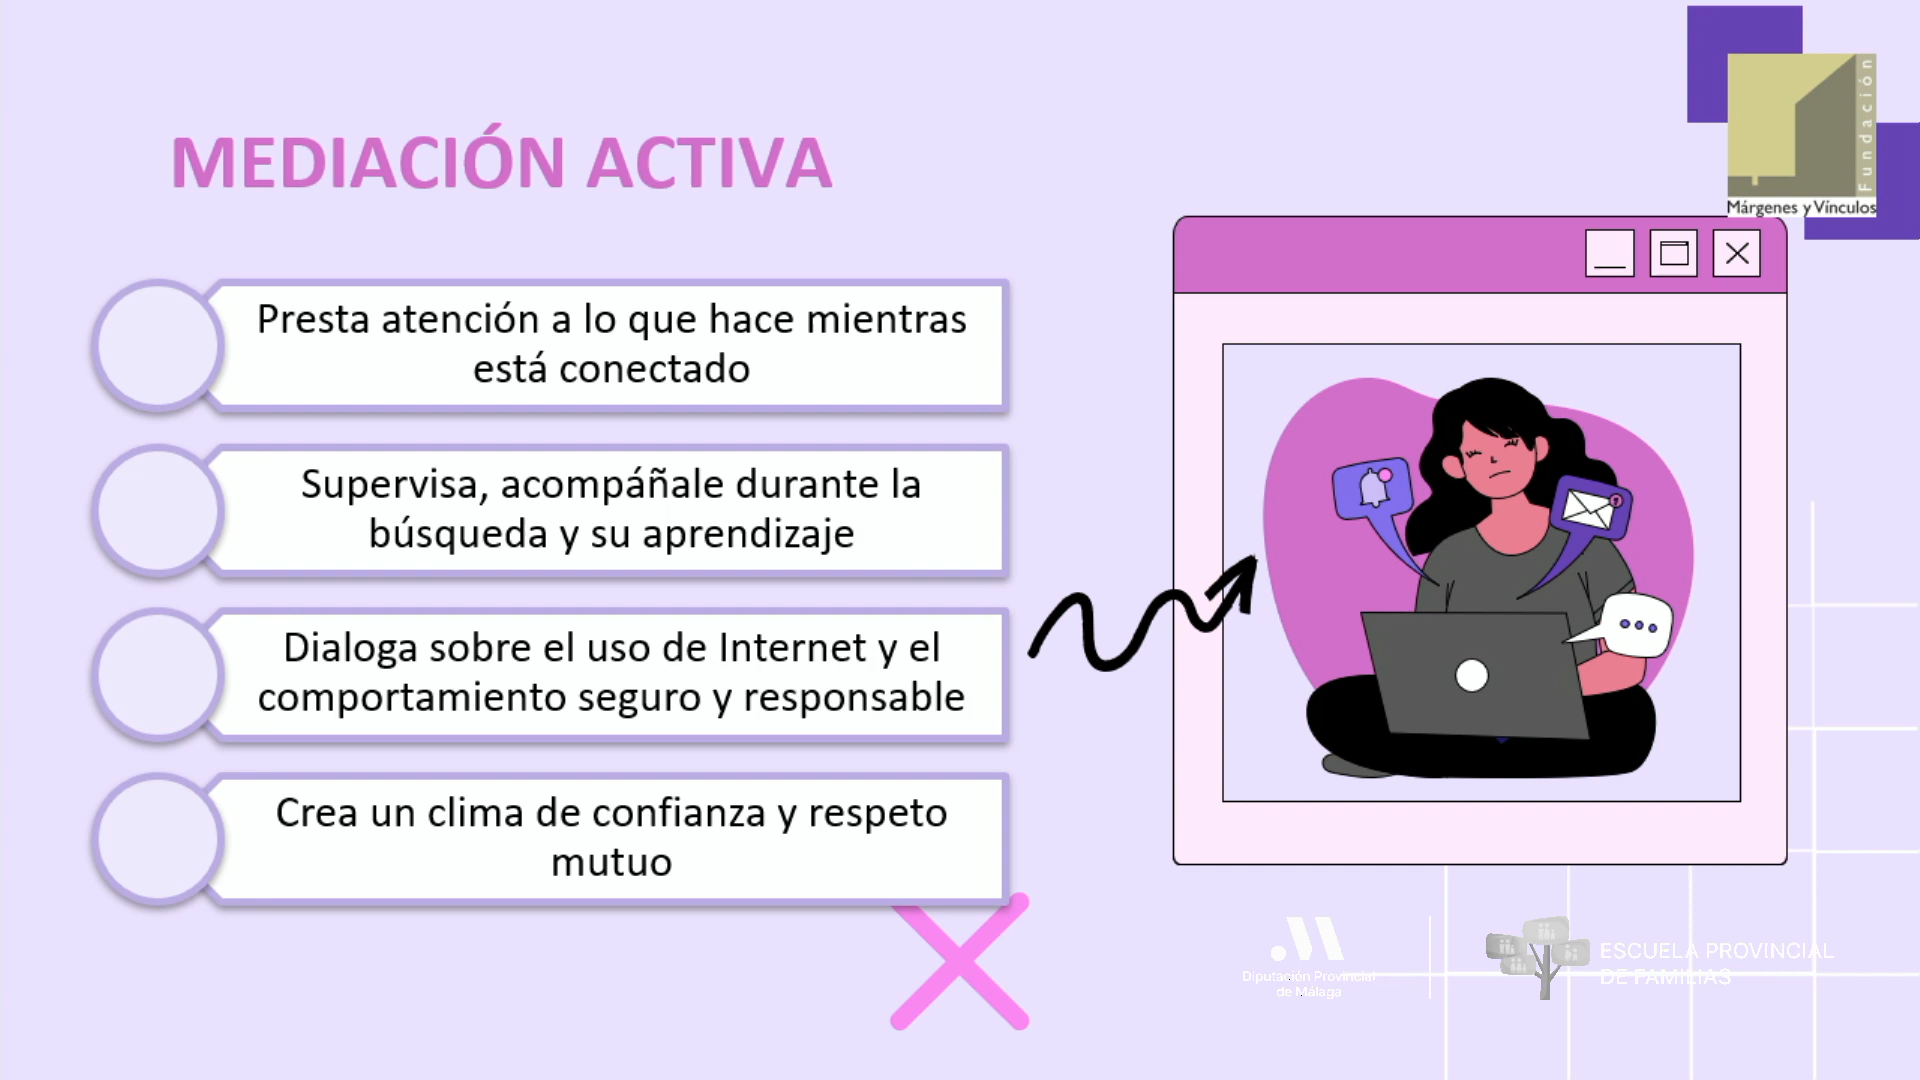 MEDIACIÓN ACTIVA
Fundación
Márgenes y Vínculos
Presta atención a lo que hace mientras
está conectado
Supervisa, acompáñale durante la
búsqueda y su aprendizaje
Dialoga sobre el uso de Internet y el
comportamiento seguro y responsable
Crea un clima de confianza y respeto
mutuo
Diputación Provincial
de Málaga
ESCUELA PROVINCIAL
DE FAMILIAS